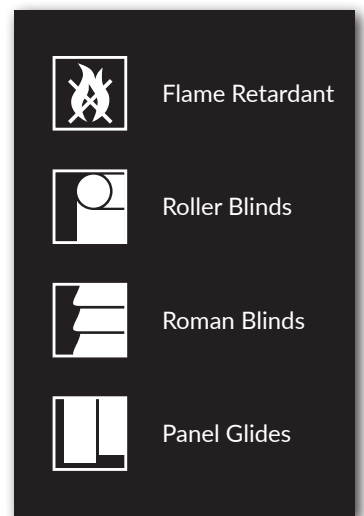 Flame Retardant
Roller Blinds
Roman Blinds
Panel Glides